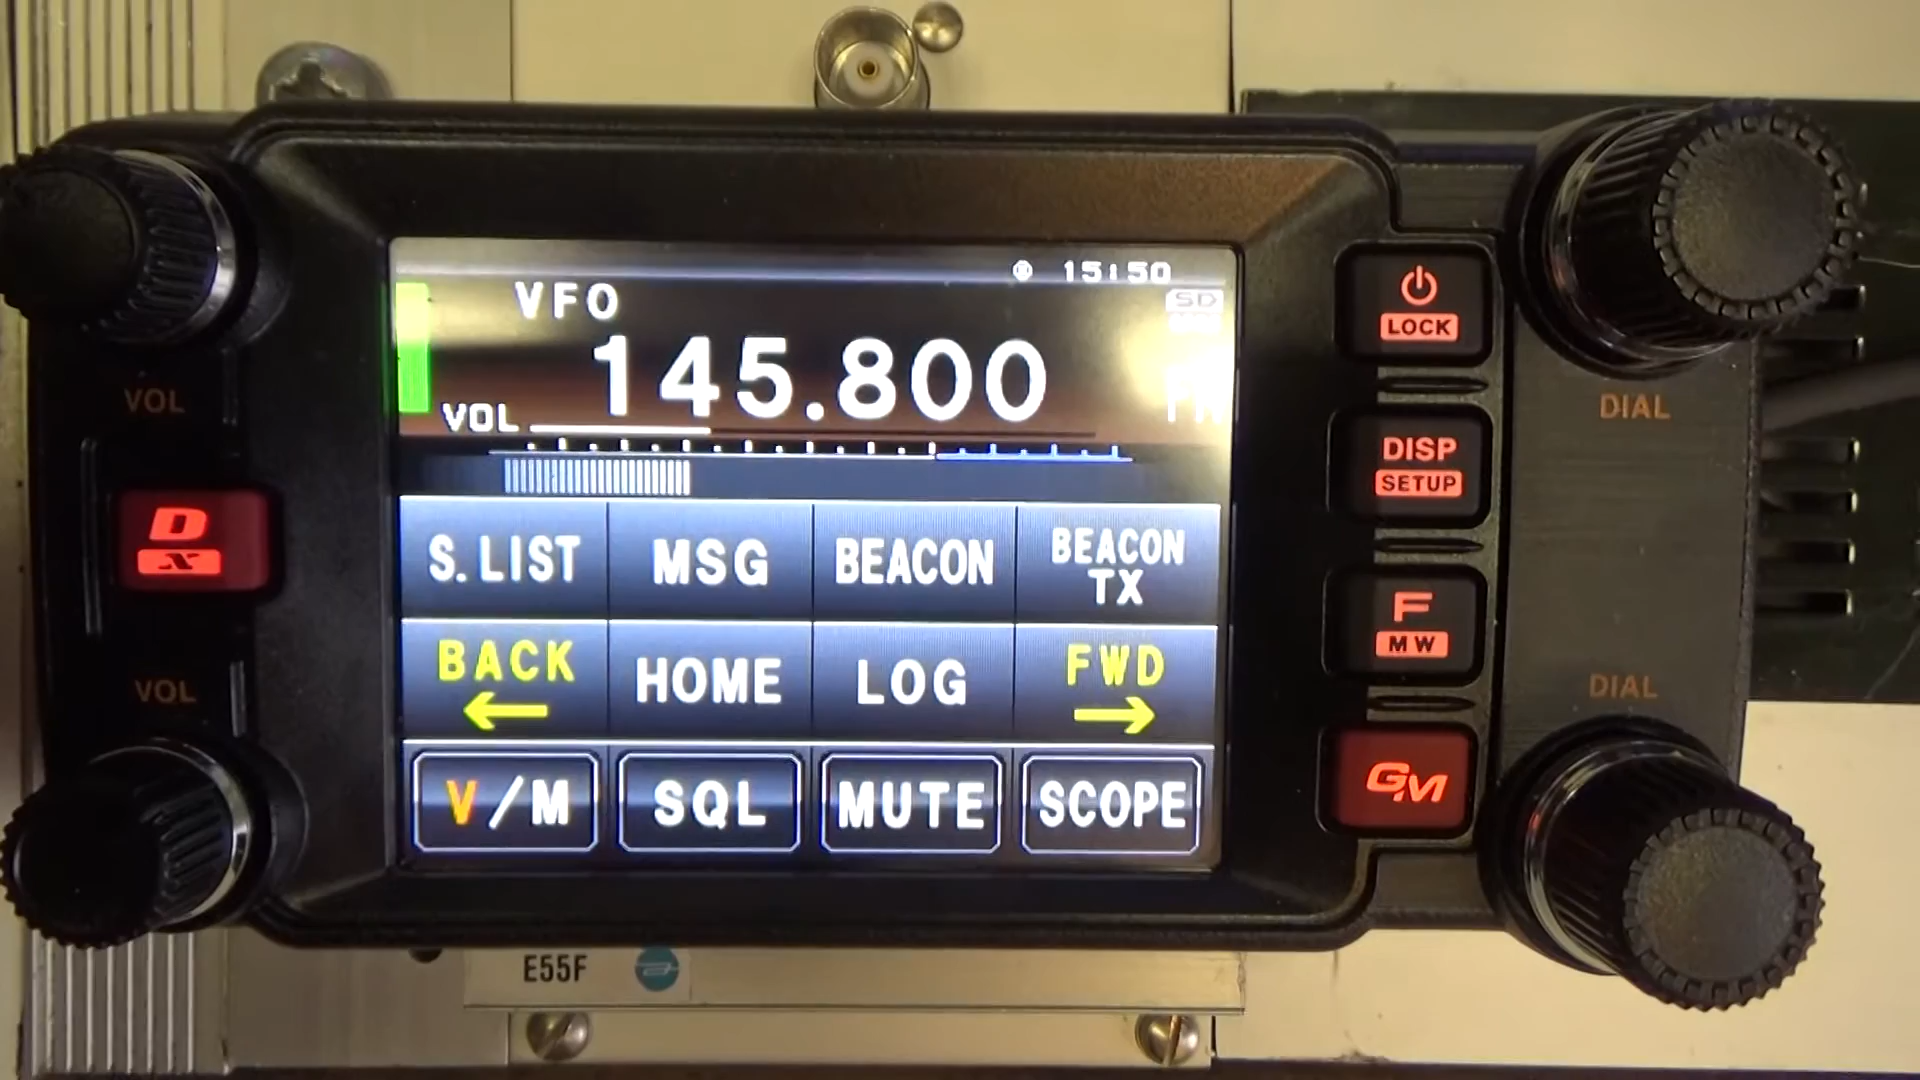 15:50
VFO
SD
145.800
VOL
S.LIST MSG BEACON BEACON TX
BACK HOME LOG FWD
V/M SQL MUTE SCOPE
VOL
D
X
VOL
LOCK
DISP
SETUP
F
MW
GM
DIAL
DIAL
E55F